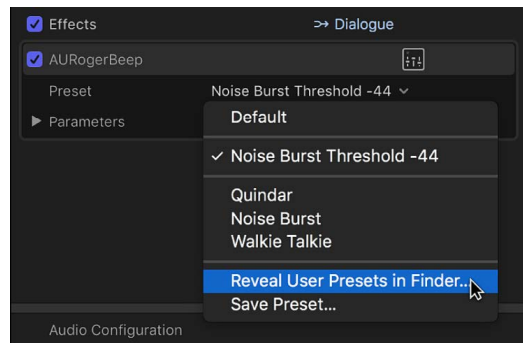 Effects
Dialogue
AURogerBeep
Preset
Noise Burst Threshold -44
Parameters
Default
Noise Burst Threshold -44
Quindar
Noise Burst
Walkie Talkie
Reveal User Presets in Finder...
Save Preset...
Audio Configuration